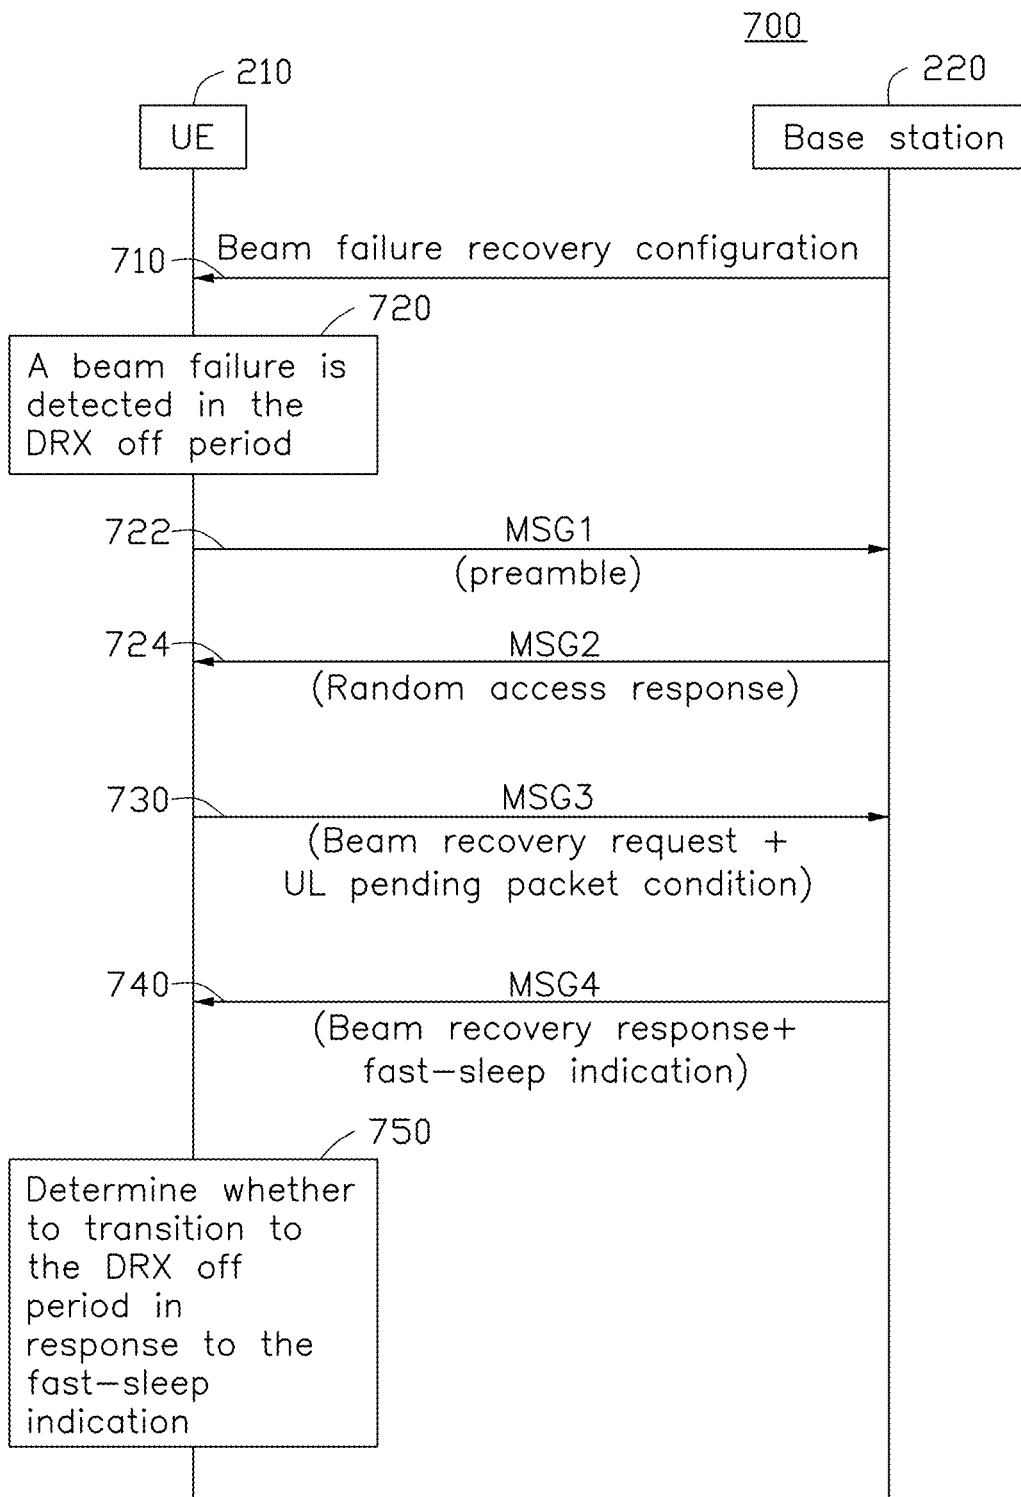 700
210
220
UE
Base station
Beam failure recovery configuration
710
720
A beam failure is
detected in the
DRX off period
722
MSG1
(preamble)
724
MSG2
(Random access response)
730
MSG3
(Beam recovery request +
UL pending packet condition)
740
MSG4
(Beam recovery response+
fast-sleep indication)
750
Determine whether
to transition to
the DRX off
period in
response to the
fast-sleep
indication